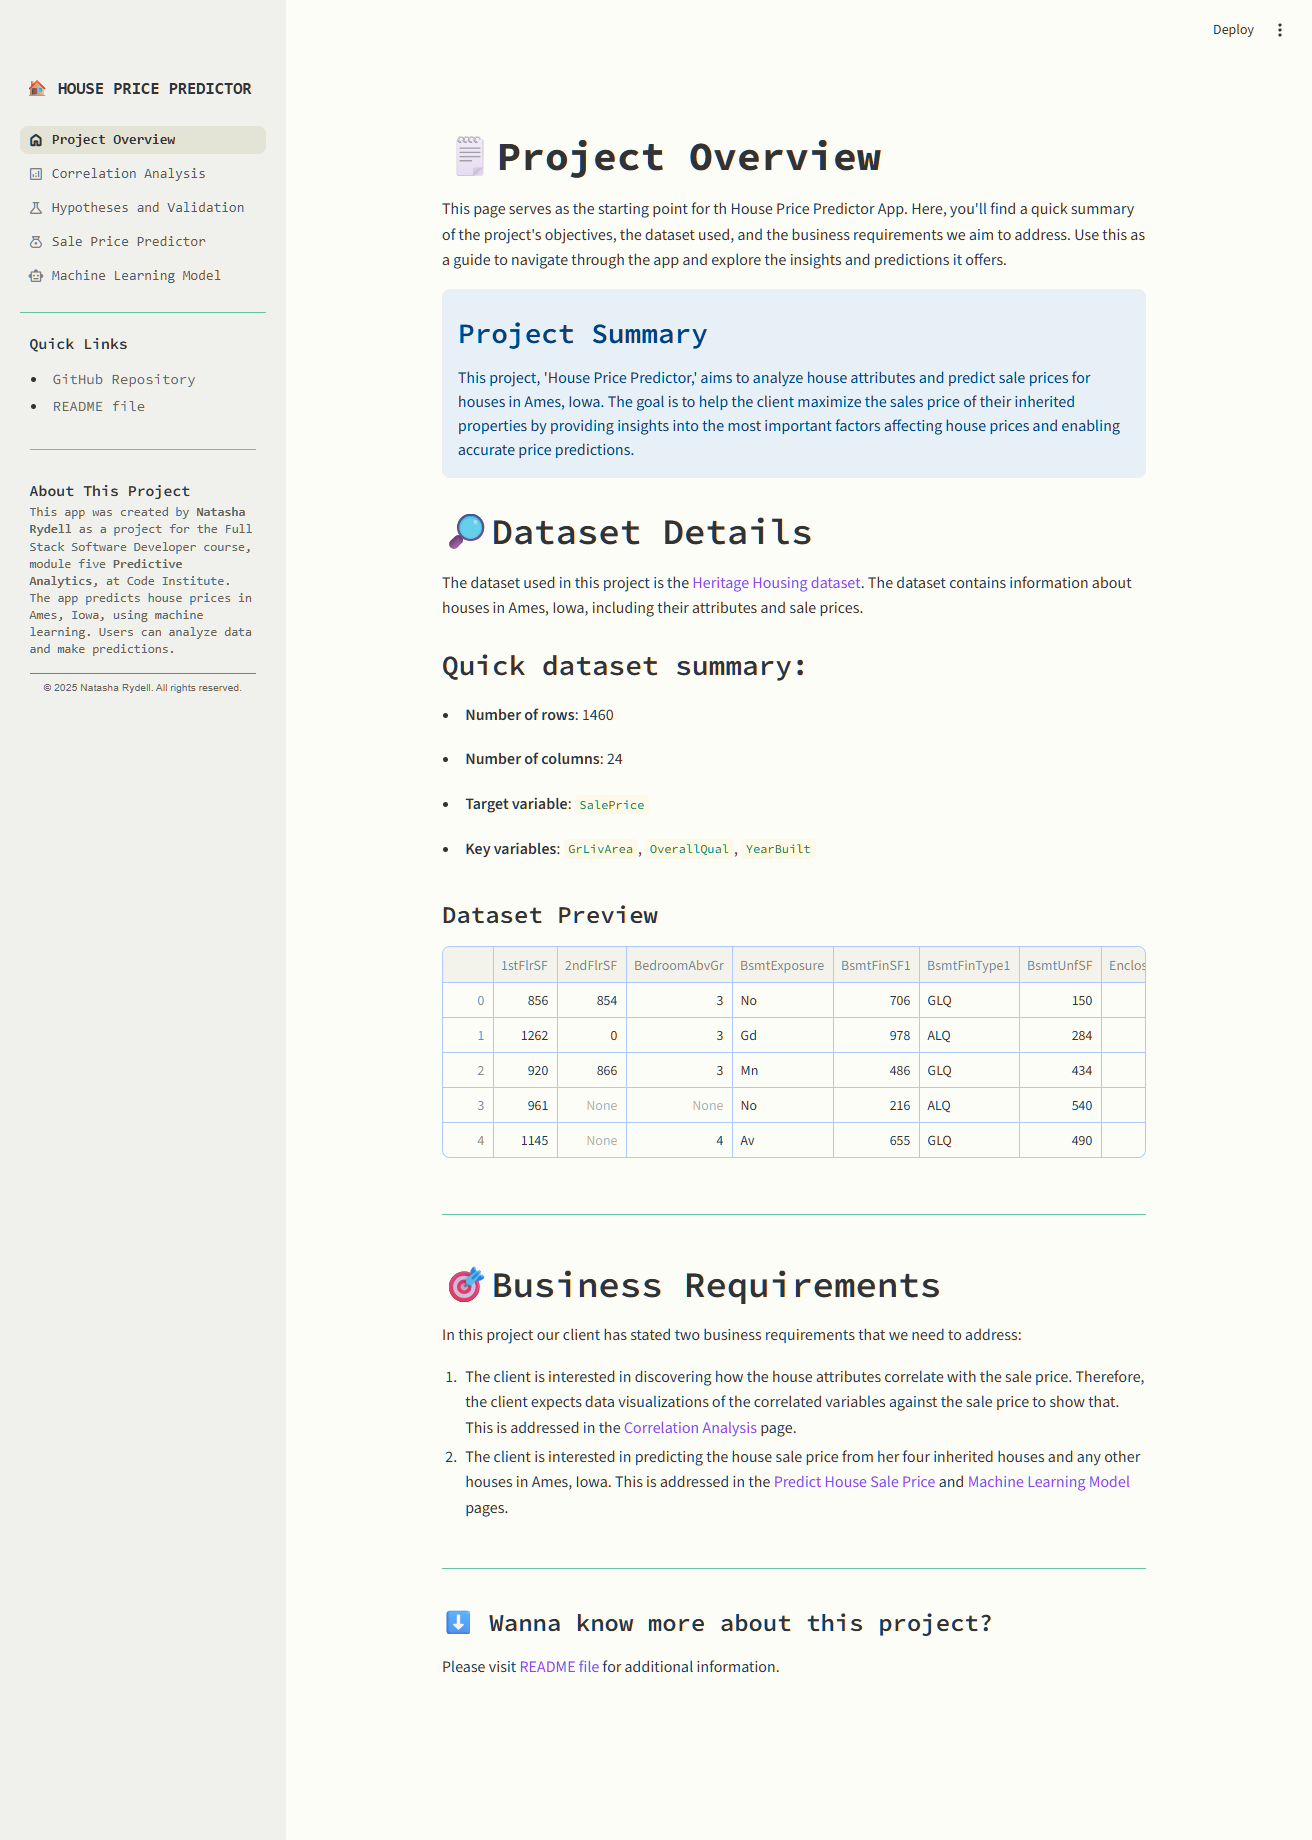 Deploy
HOUSE PRICE PREDICTOR
Project Overview
Correlation Analysis
Hypotheses and Validation
Sale Price Predictor
Machine Learning Model
Quick Links
GitHub Repository
README file
About This Project
This app was created by Natasha
Rydell as a project for the Full
Stack Software Developer course,
module five Predictive
Analytics, at Code Institute.
The app predicts house prices in
Ames, Iowa, using machine
learning. Users can analyze data
and make predictions.
© 2025 Natasha Rydell. All rights reserved.
Project Overview
This page serves as the starting point for th House Price Predictor App. Here, you'll find a quick summary
of the project's objectives, the dataset used, and the business requirements we aim to address. Use this as
a guide to navigate through the app and explore the insights and predictions it offers.
Project Summary
This project, 'House Price Predictor,' aims to analyze house attributes and predict sale prices for
houses in Ames, Iowa. The goal is to help the client maximize the sales price of their inherited
properties by providing insights into the most important factors affecting house prices and enabling
accurate price predictions.
Dataset Details
The dataset used in this project is the Heritage Housing dataset. The dataset contains information about
houses in Ames, Iowa, including their attributes and sale prices.
Quick dataset summary:
• Number of rows: 1460
• Number of columns: 24
• Target variable: SalePrice
• Key variables: GrLivArea , OverallQual , YearBuilt
Dataset Preview
1stFlrSF 2ndFlrSF BedroomAbvGr BsmtExposure BsmtFinSF1 BsmtFinType1 BsmtUnfSF Enclos
0 856 854 3 No 706 GLQ 150
1 1262 0 3 Gd 978 ALQ 284
2 920 866 3 Mn 486 GLQ 434
3 961 None None No 216 ALQ 540
4 1145 None 4 Av 655 GLQ 490
Business Requirements
In this project our client has stated two business requirements that we need to address:
1. The client is interested in discovering how the house attributes correlate with the sale price. Therefore,
the client expects data visualizations of the correlated variables against the sale price to show that.
This is addressed in the Correlation Analysis page.
2. The client is interested in predicting the house sale price from her four inherited houses and any other
houses in Ames, Iowa. This is addressed in the Predict House Sale Price and Machine Learning Model
pages.
Wanna know more about this project?
Please visit README file for additional information.